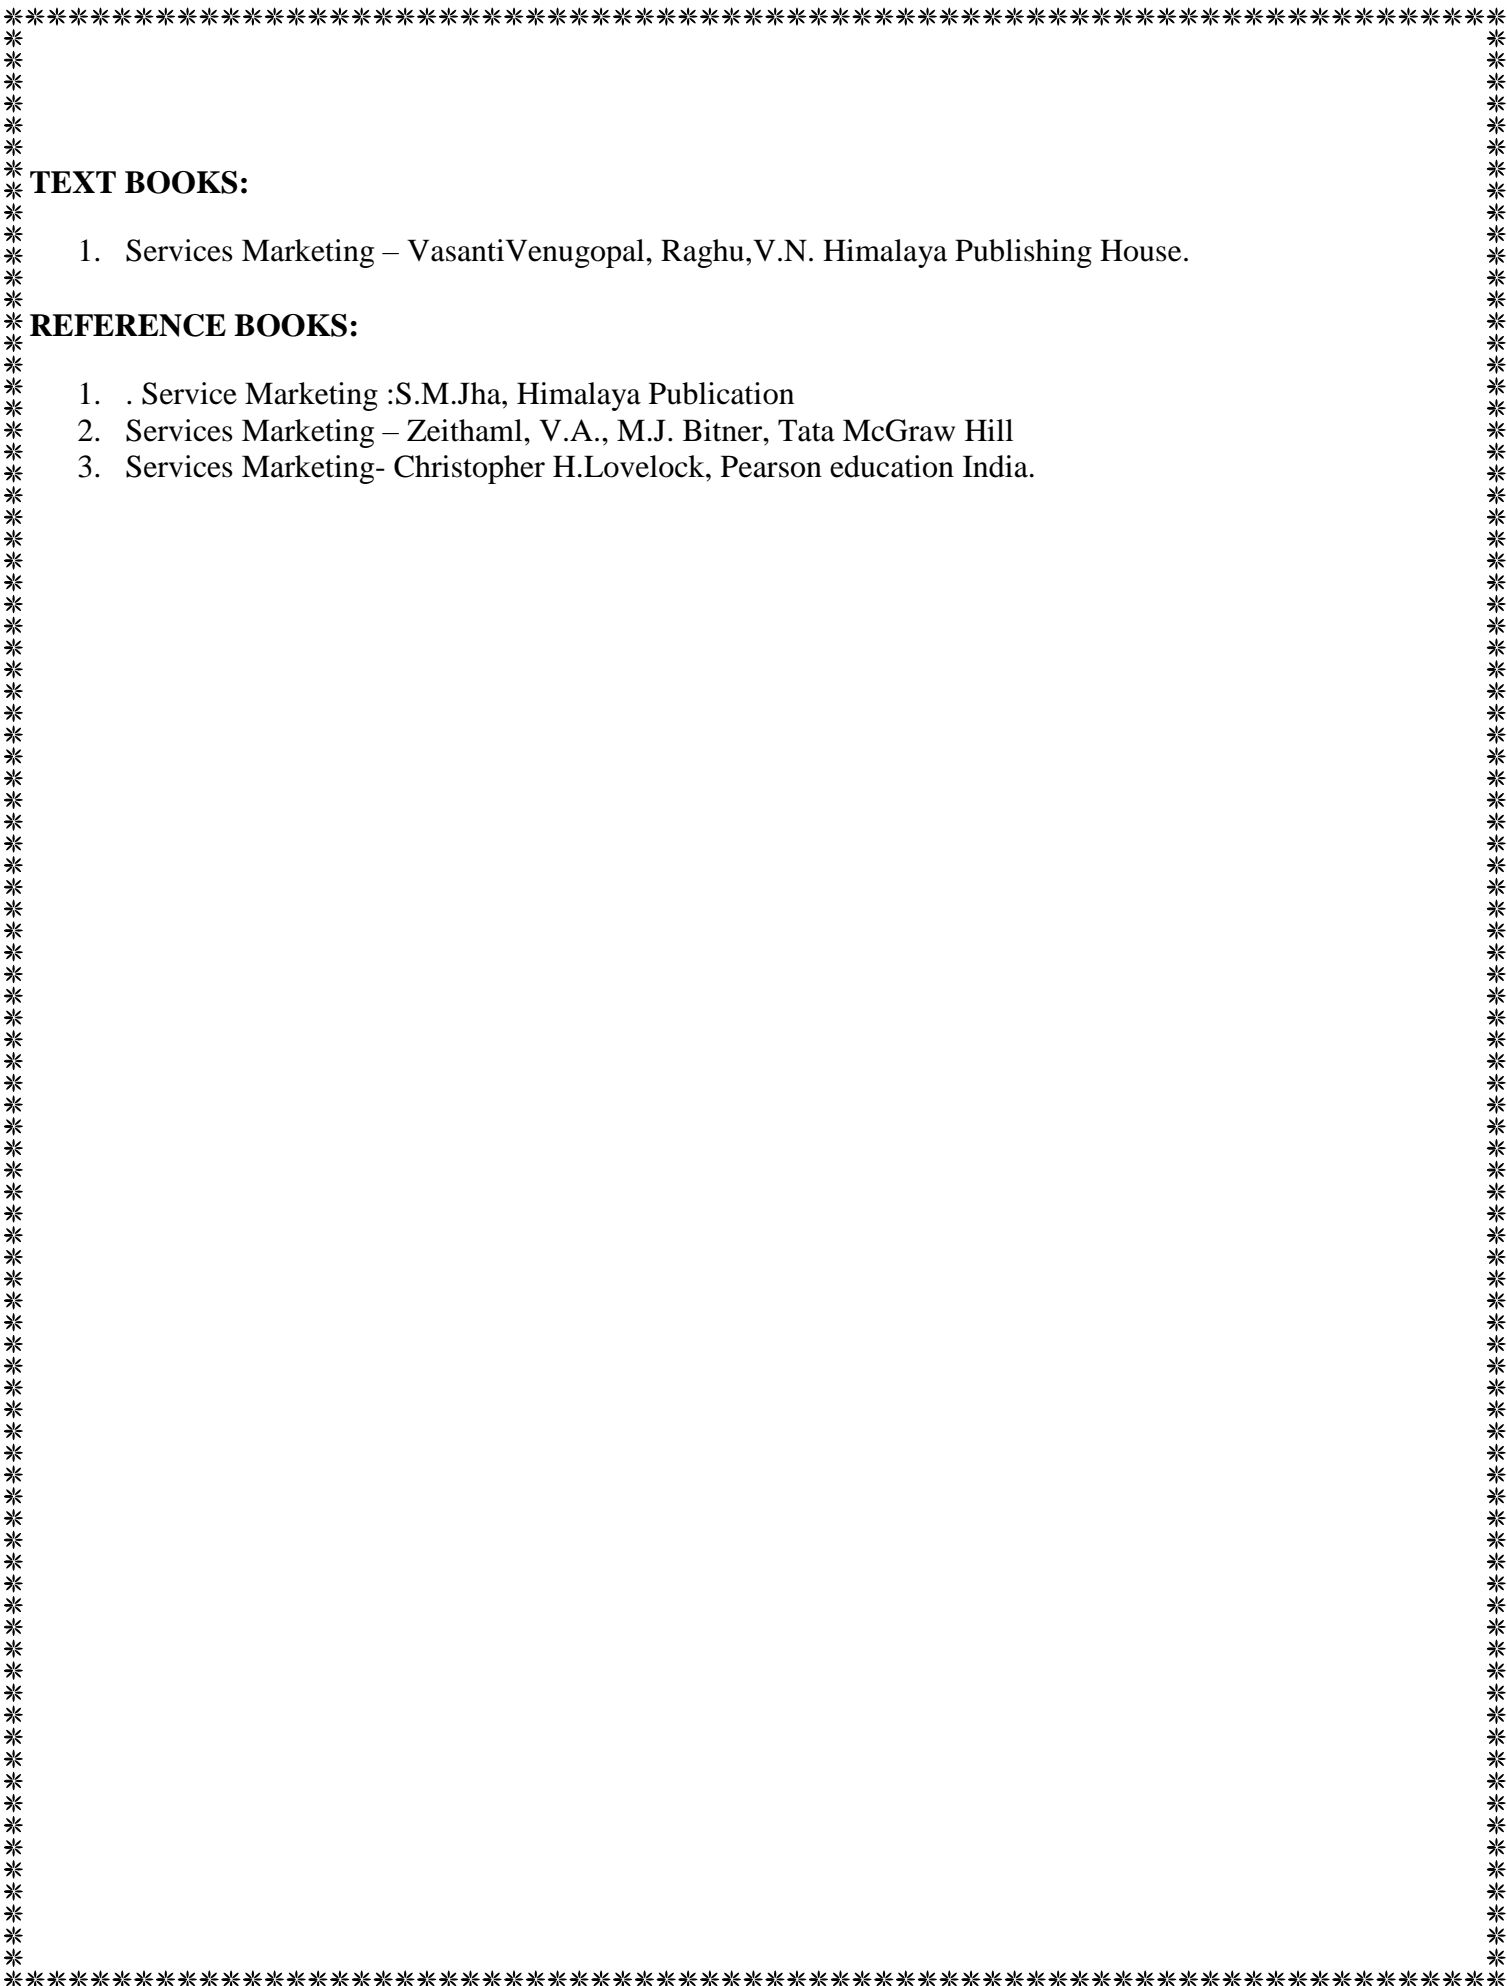 TEXT BOOKS:
1. Services Marketing – VasantiVenugopal, Raghu,V.N. Himalaya Publishing House.
REFERENCE BOOKS:
1. . Service Marketing :S.M.Jha, Himalaya Publication
2. Services Marketing – Zeithaml, V.A., M.J. Bitner, Tata McGraw Hill
3. Services Marketing- Christopher H.Lovelock, Pearson education India.